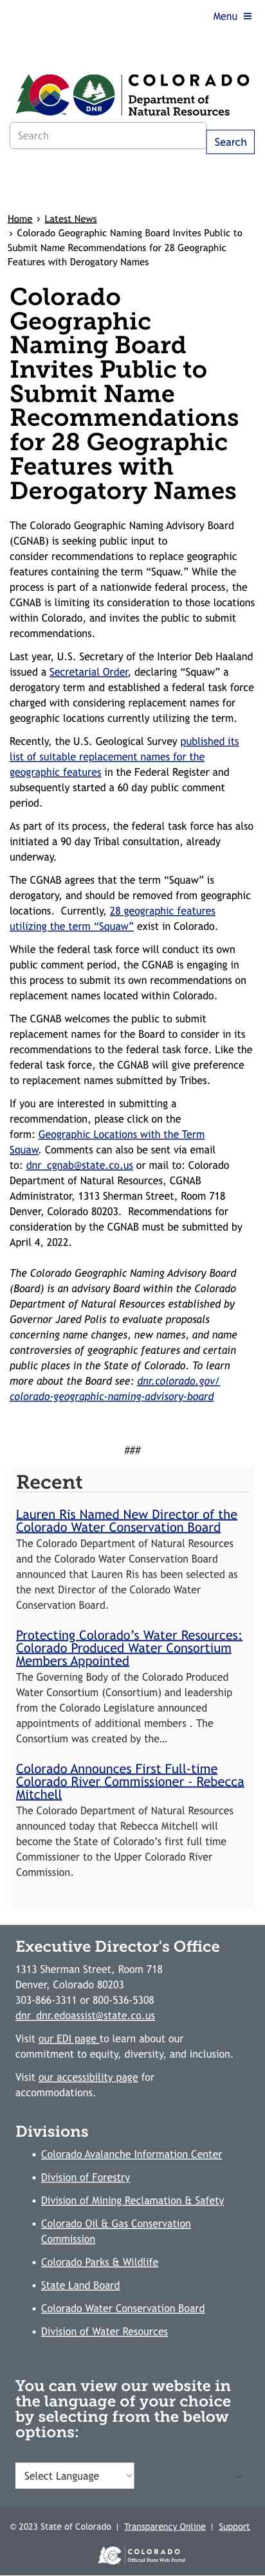 Menu
COLORADO
Department of
Natural Resources
DNR
Search
Search
Home › Latest News
› Colorado Geographic Naming Board Invites Public to
Submit Name Recommendations for 28 Geographic
Features with Derogatory Names
Colorado
Geographic
Naming Board
Invites Public to
Submit Name
Recommendations
for 28 Geographic
Features with
Derogatory Names
The Colorado Geographic Naming Advisory Board
(CGNAB) is seeking public input to
consider recommendations to replace geographic
features containing the term “Squaw.” While the
process is part of a nationwide federal process, the
CGNAB is limiting its consideration to those locations
within Colorado, and invites the public to submit
recommendations.
Last year, U.S. Secretary of the Interior Deb Haaland
issued a Secretarial Order, declaring “Squaw” a
derogatory term and established a federal task force
charged with considering replacement names for
geographic locations currently utilizing the term.
Recently, the U.S. Geological Survey published its
list of suitable replacement names for the
geographic features in the Federal Register and
subsequently started a 60 day public comment
period.
As part of its process, the federal task force has also
initiated a 90 day Tribal consultation, already
underway.
The CGNAB agrees that the term “Squaw” is
derogatory, and should be removed from geographic
locations.  Currently, 28 geographic features
utilizing the term “Squaw” exist in Colorado.
While the federal task force will conduct its own
public comment period, the CGNAB is engaging in
this process to submit its own recommendations on
replacement names located within Colorado.
The CGNAB welcomes the public to submit
replacement names for the Board to consider in its
recommendations to the federal task force. Like the
federal task force, the CGNAB will give preference
to replacement names submitted by Tribes.
If you are interested in submitting a
recommendation, please click on the
form: Geographic Locations with the Term
Squaw. Comments can also be sent via email
to: dnr_cgnab@state.co.us or mail to: Colorado
Department of Natural Resources, CGNAB
Administrator, 1313 Sherman Street, Room 718
Denver, Colorado 80203.  Recommendations for
consideration by the CGNAB must be submitted by
April 4, 2022.
The Colorado Geographic Naming Advisory Board
(Board) is an advisory Board within the Colorado
Department of Natural Resources established by
Governor Jared Polis to evaluate proposals
concerning name changes, new names, and name
controversies of geographic features and certain
public places in the State of Colorado. To learn
more about the Board see: dnr.colorado.gov/
colorado-geographic-naming-advisory-board
###
Recent
Lauren Ris Named New Director of the
Colorado Water Conservation Board
The Colorado Department of Natural Resources
and the Colorado Water Conservation Board
announced that Lauren Ris has been selected as
the next Director of the Colorado Water
Conservation Board.
Protecting Colorado’s Water Resources:
Colorado Produced Water Consortium
Members Appointed
The Governing Body of the Colorado Produced
Water Consortium (Consortium) and leadership
from the Colorado Legislature announced
appointments of additional members . The
Consortium was created by the…
Colorado Announces First Full-time
Colorado River Commissioner - Rebecca
Mitchell
The Colorado Department of Natural Resources
announced today that Rebecca Mitchell will
become the State of Colorado’s first full time
Commissioner to the Upper Colorado River
Commission.
Executive Director's Office
1313 Sherman Street, Room 718
Denver, Colorado 80203
303-866-3311 or 800-536-5308
dnr_dnr.edoassist@state.co.us
Visit our EDI page to learn about our
commitment to equity, diversity, and inclusion.
Visit our accessibility page for
accommodations.
Divisions
• Colorado Avalanche Information Center
• Division of Forestry
• Division of Mining Reclamation & Safety
• Colorado Oil & Gas Conservation
Commission
• Colorado Parks & Wildlife
• State Land Board
• Colorado Water Conservation Board
• Division of Water Resources
You can view our website in
the language of your choice
by selecting from the below
options:
Select Language
© 2023 State of Colorado | Transparency Online | Support
COLORADO
Official State Web Portal